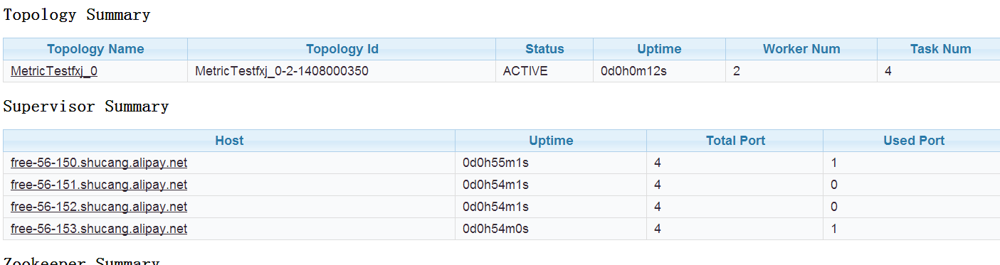 Topology Summary
Topology Name Topology Id Status Uptime Worker Num Task Num
MetricTestfxj_0 MetricTestfxj_0-2-1408000350 ACTIVE 0d0h0m12s 2 4
Supervisor Summary
Host Uptime Total Port Used Port
free-56-150.shucang.alipay.net 0d0h55m1s 4 1
free-56-151.shucang.alipay.net 0d0h54m1s 4 0
free-56-152.shucang.alipay.net 0d0h54m1s 4 0
free-56-153.shucang.alipay.net 0d0h54m0s 4 1
Zookeeper Summary